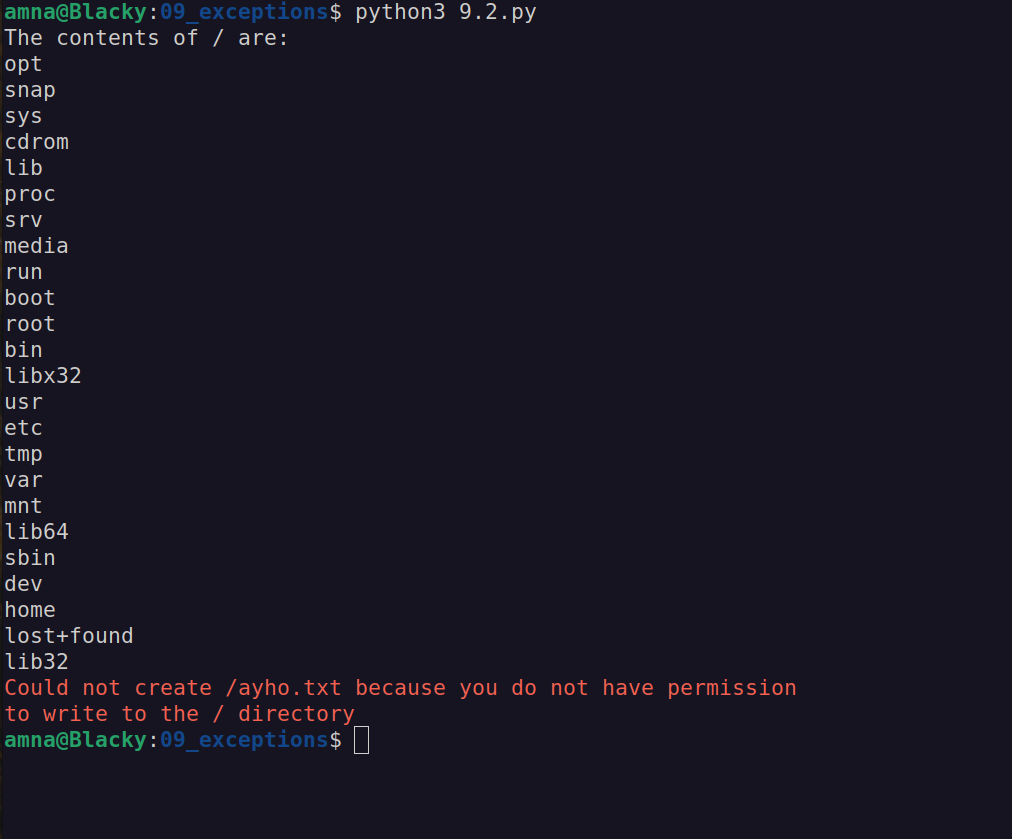 amna@Blacky:09_exceptions$ python3 9.2.py
The contents of / are:
opt
snap
sys
cdrom
lib
proc
srv
media
run
boot
root
bin
libx32
usr
etc
tmp
var
mnt
lib64
sbin
dev
home
lost+found
lib32
Could not create /ayho.txt because you do not have permission
to write to the / directory
amna@Blacky:09_exceptions$